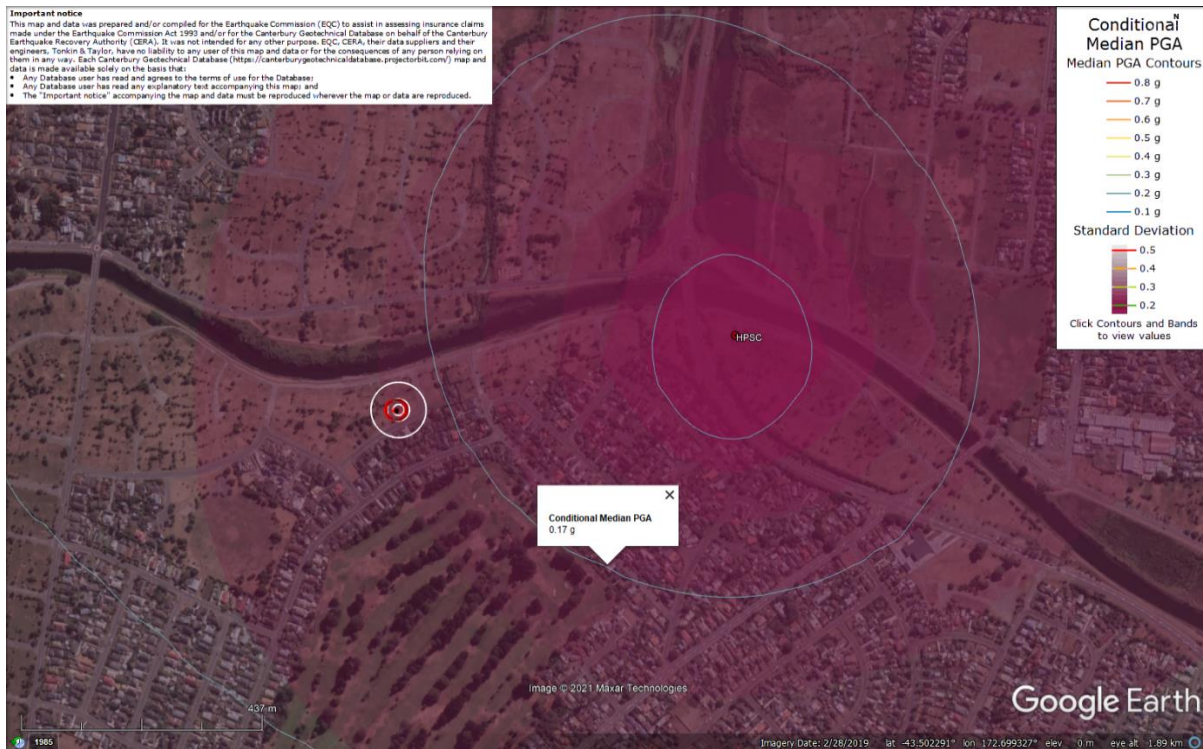 Important notice
This map and data was prepared and/or compiled for the Earthquake Commission (EQC) to assist in assessing insurance claims
made under the Earthquake Commission Act 1993 and/or for the Canterbury Geotechnical Database on behalf of the Canterbury
Earthquake Recovery Authority (CERA). It was not intended for any other purpose. EQC, CERA, their data suppliers and their
engineers, Tonkin & Taylor, have no liability to any user of this map and data or for the consequences of any person relying on
them in any way. Each Canterbury Geotechnical Database (https://canterburygeotechnicaldatabase.projectorbit.com/) map and
data is made available solely on the basis that:
• Any Database user has read and agrees to the terms of use for the Database;
• Any Database user has read any explanatory text accompanying this map; and
• The "Important notice" accompanying the map and data must be reproduced wherever the map or data are reproduced.
N
Conditional
Median PGA
Median PGA Contours
0.8 g
0.7 g
0.6 g
0.5 g
0.4 g
0.3 g
0.2 g
0.1 g
Standard Deviation
0.5
0.4
0.3
0.2
Click Contours and Bands
to view values
HPSC
Conditional Median PGA
0.17 g
Image © 2021 Maxar Technologies
437 m
Google Earth
1985
Imagery Date: 2/28/2019 lat -43.502291° lon 172.699327° elev 0 m eye alt 1.89 km